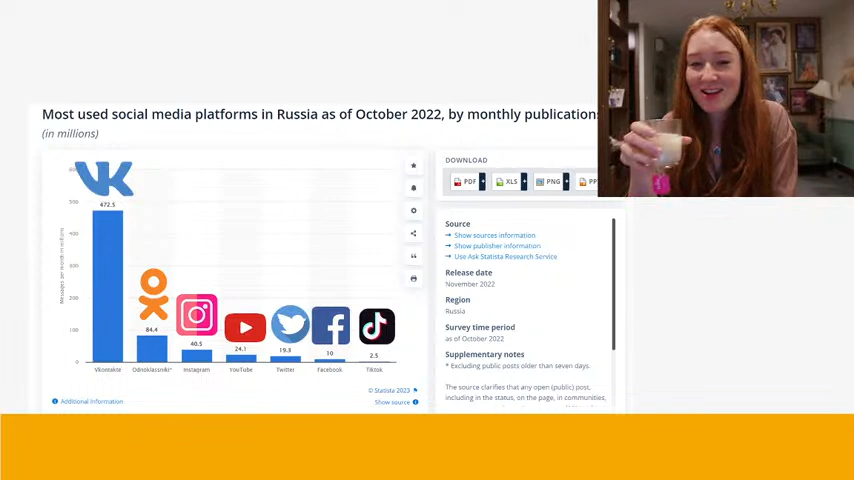 Most used social media platforms in Russia as of October 2022, by monthly publications
(in millions)
DOWNLOAD
PDF
XLS
PNG
500
400
300
200
100
0
Messages per month in millions
472.5
84.4
40.5
24.1
19.3
10
2.5
Vkontakte
Odnoklassniki*
Instagram
YouTube
Twitter
Facebook
Tiktok
© Statista 2023
Additional Information
Show source
Source
Show sources information
Show publisher information
Use Ask Statista Research Service
Release date
November 2022
Region
Russia
Survey time period
as of October 2022
Supplementary notes
* Excluding public posts older than seven days.
The source clarifies that any open (public) post,
including in the status, on the page, in communities,